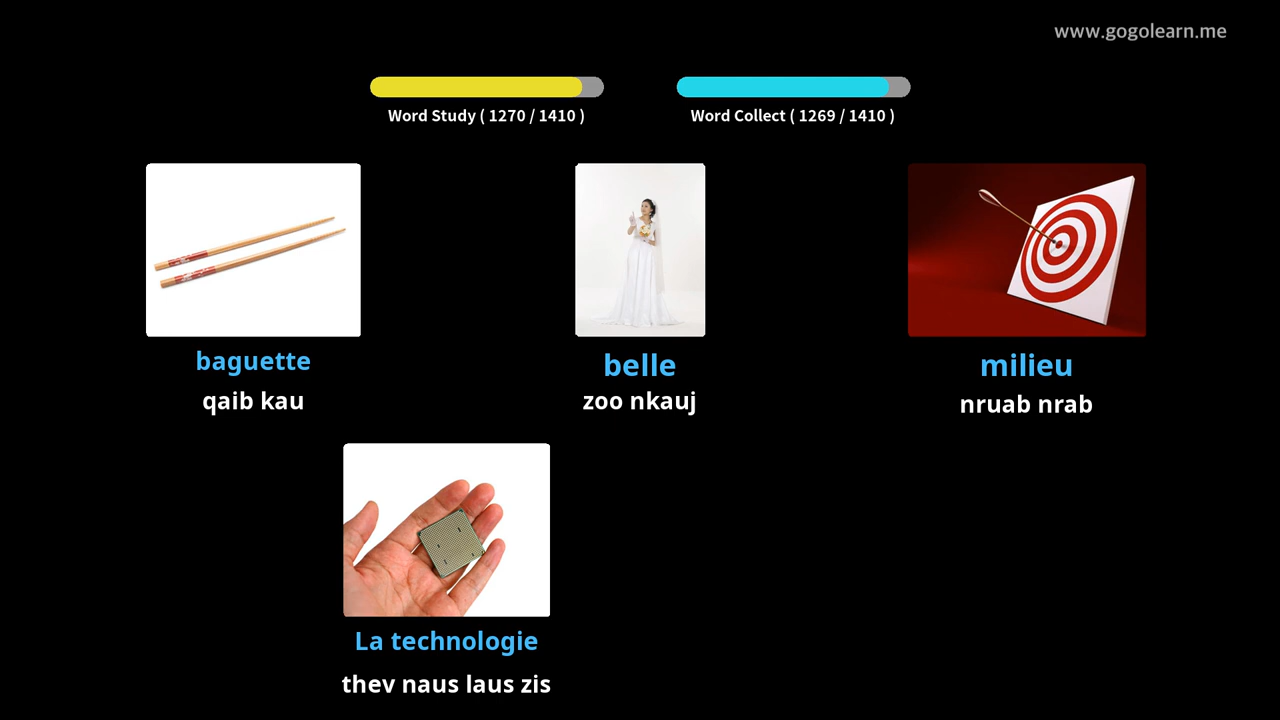 www.gogolearn.me
Word Study ( 1270 / 1410 )
Word Collect ( 1269 / 1410 )
baguette
qaib kau
belle
zoo nkauj
milieu
nruab nrab
La technologie
thev naus laus zis